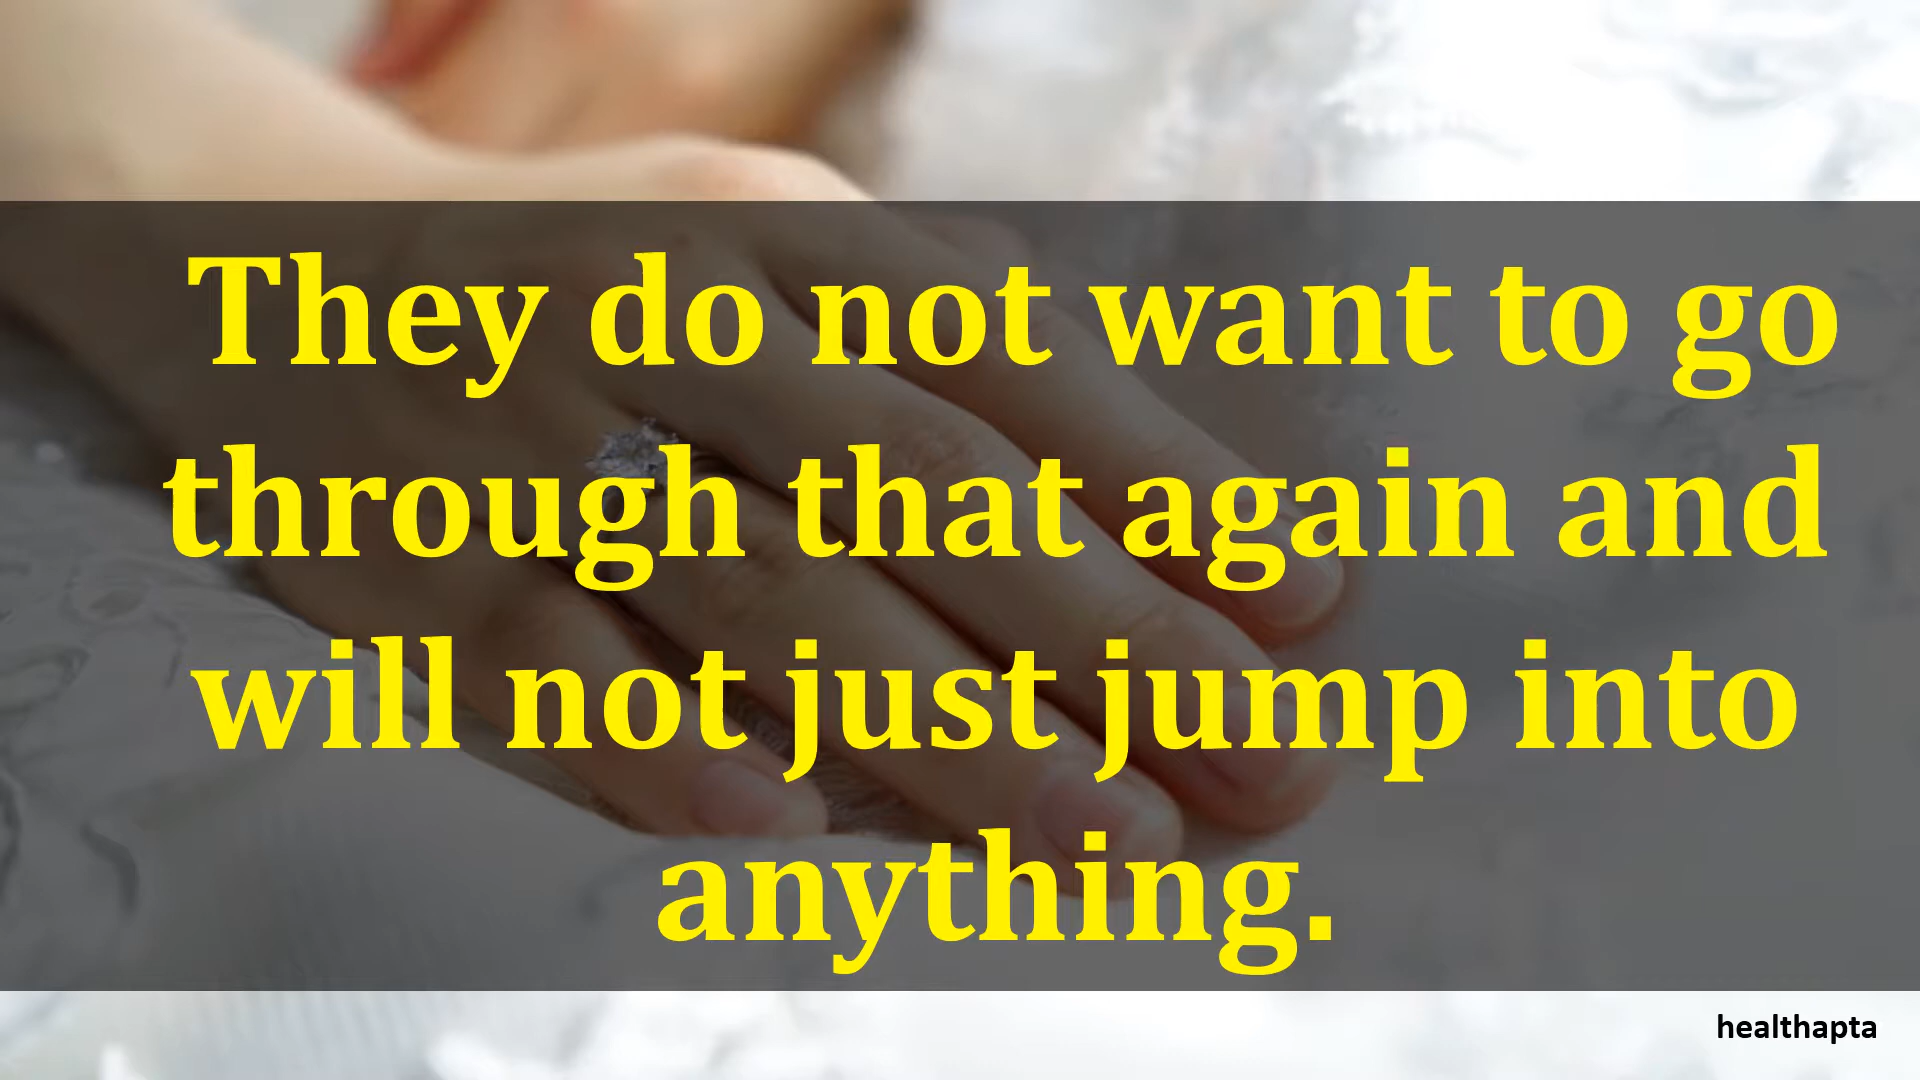 They do not want to go
through that again and
will not just jump into
anything.
healthapta